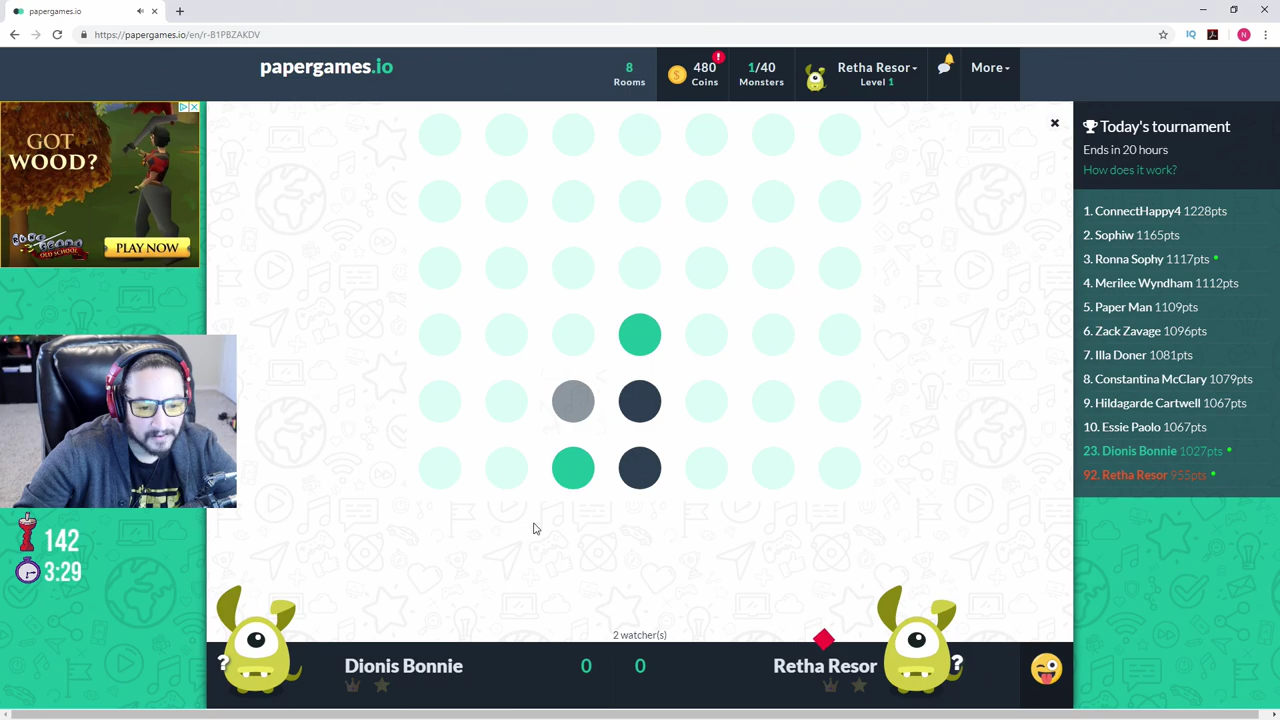 papergames.io
https://papergames.io/en/r-B1PBZAKDV
IQ
N
papergames.io
8
Rooms
480
Coins
1/40
Monsters
Retha Resor
Level 1
More
GOT
WOOD?
OLD SCHOOL
PLAY NOW
Today's tournament
Ends in 20 hours
How does it work?
1. ConnectHappy4 1228pts
2. Sophiw 1165pts
3. Ronna Sophy 1117pts
4. Merilee Wyndham 1112pts
5. Paper Man 1109pts
6. Zack Zavage 1096pts
7. Illa Doner 1081pts
8. Constantina McClary 1079pts
9. Hildagarde Cartwell 1067pts
10. Essie Paolo 1067pts
23. Dionis Bonnie 1027pts
92. Retha Resor 955pts
142
3:29
2 watcher(s)
? Dionis Bonnie 0 0 Retha Resor ?